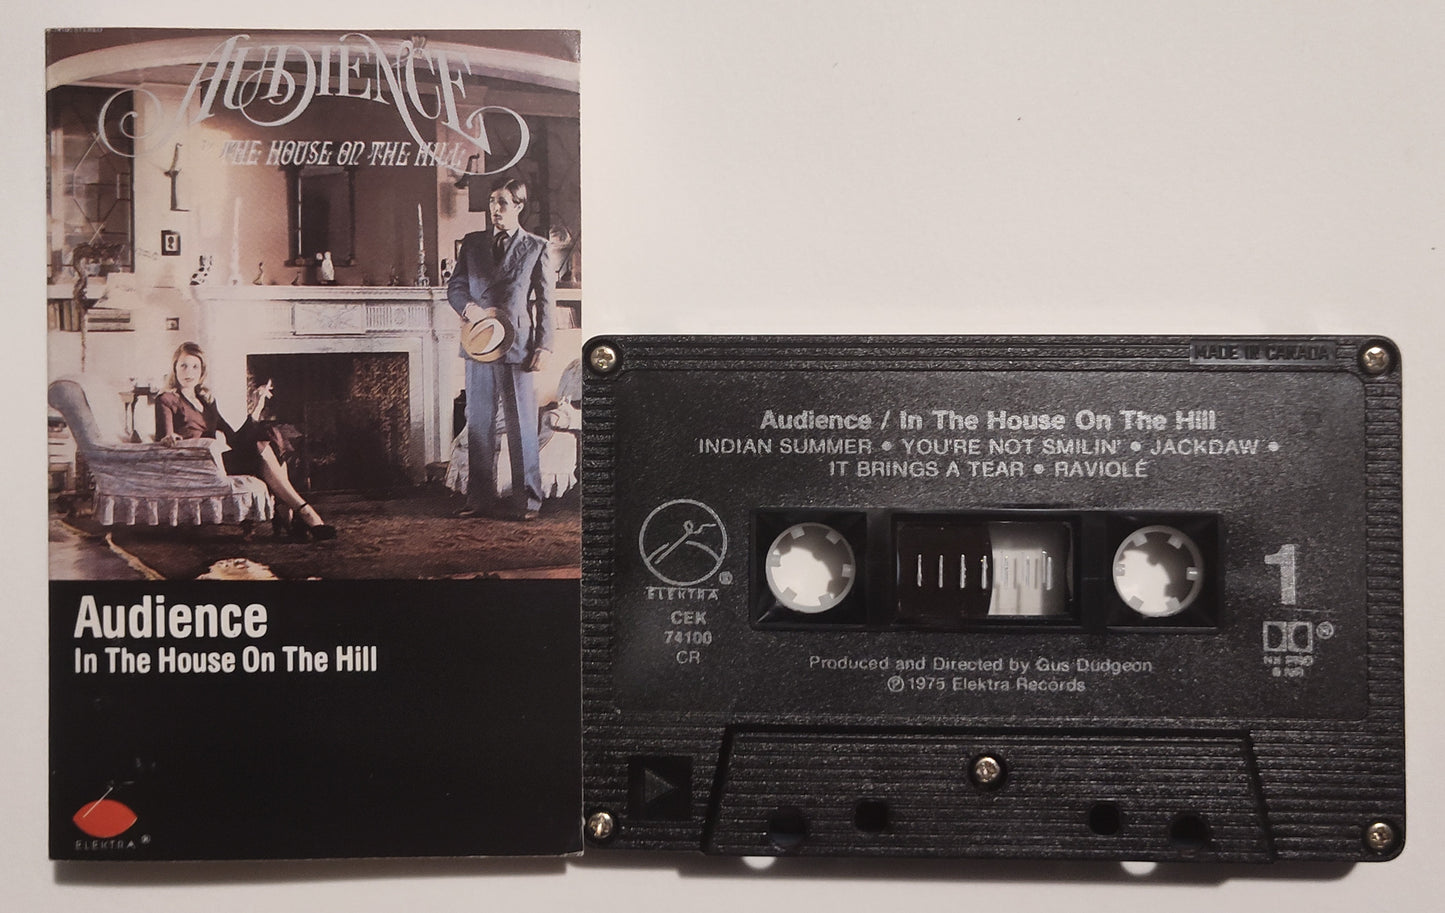 AUDIENCE
THE HOUSE ON THE HILL
Audience
In The House On The Hill
ELEKTRA ®
MADE IN CANADA
Audience / In The House On The Hill
INDIAN SUMMER • YOU'RE NOT SMILIN' • JACKDAW •
IT BRINGS A TEAR • RAVIOLÉ
ELEKTRA ®
CEK
74100
CR
1
®
Produced and Directed by Gus Dudgeon
℗ 1975 Elektra Records